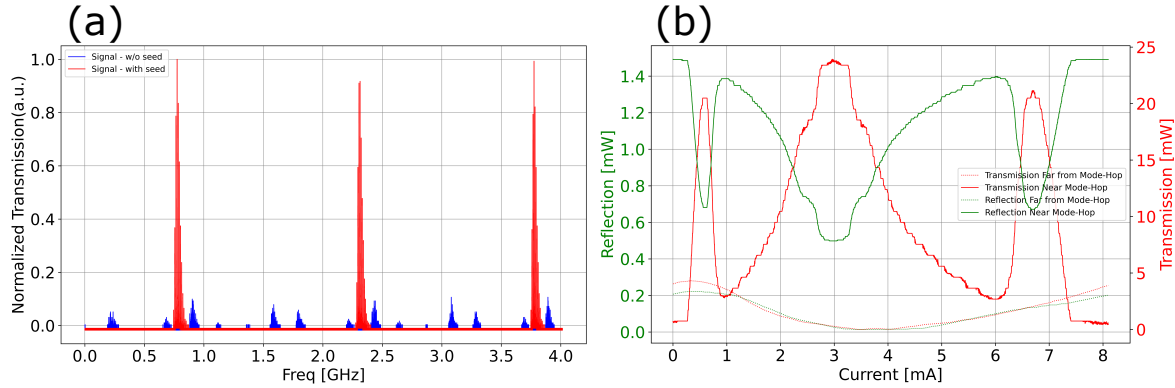 (a)
Normalized Transmission(a.u.)
1.0
0.8
0.6
0.4
0.2
0.0
Signal - w/o seed
Signal - with seed
0.0 0.5 1.0 1.5 2.0 2.5 3.0 3.5 4.0
Freq [GHz]
(b)
Reflection [mW]
1.4
1.2
1.0
0.8
0.6
0.4
0.2
0.0
Transmission Far from Mode-Hop
Transmission Near Mode-Hop
Reflection Far from Mode-Hop
Reflection Near Mode-Hop
25
20
15
10
5
0
Transmission [mW]
0 1 2 3 4 5 6 7 8
Current [mA]